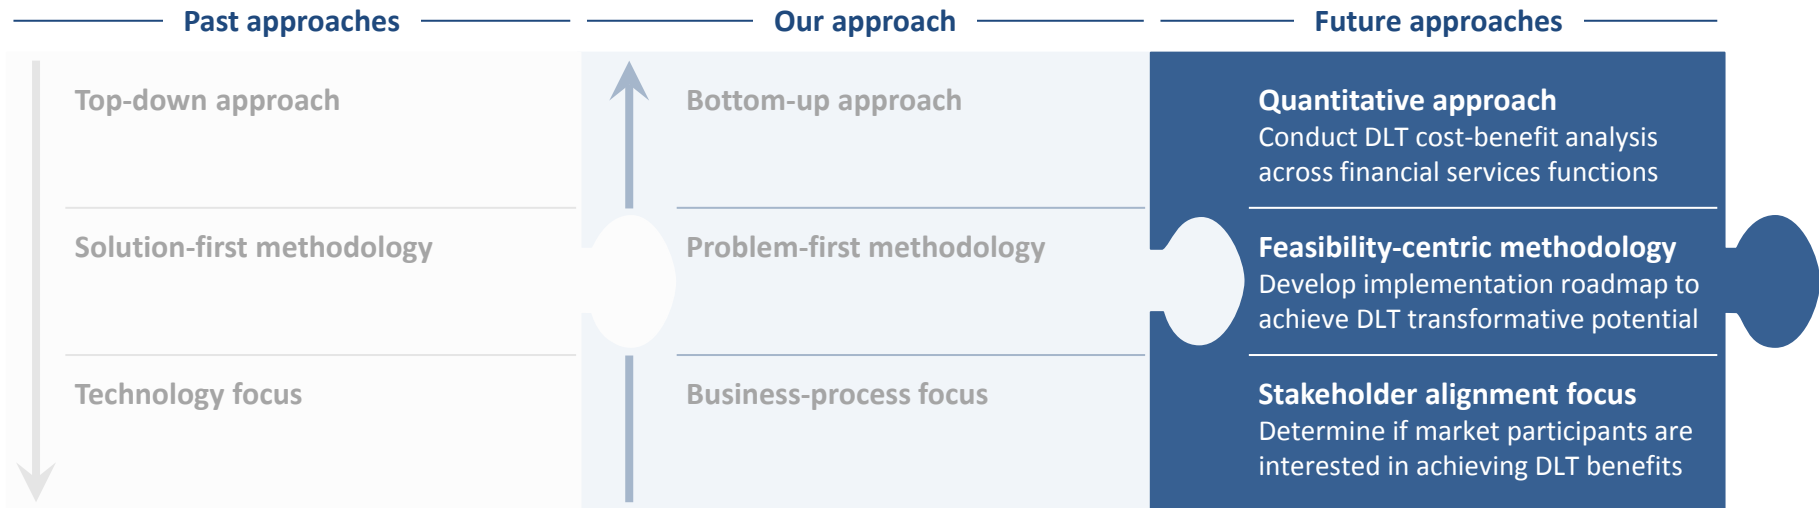 Past approaches
Our approach
Future approaches
Top-down approach
Solution-first methodology
Technology focus
Bottom-up approach
Problem-first methodology
Business-process focus
Quantitative approach
Conduct DLT cost-benefit analysis
across financial services functions
Feasibility-centric methodology
Develop implementation roadmap to
achieve DLT transformative potential
Stakeholder alignment focus
Determine if market participants are
interested in achieving DLT benefits